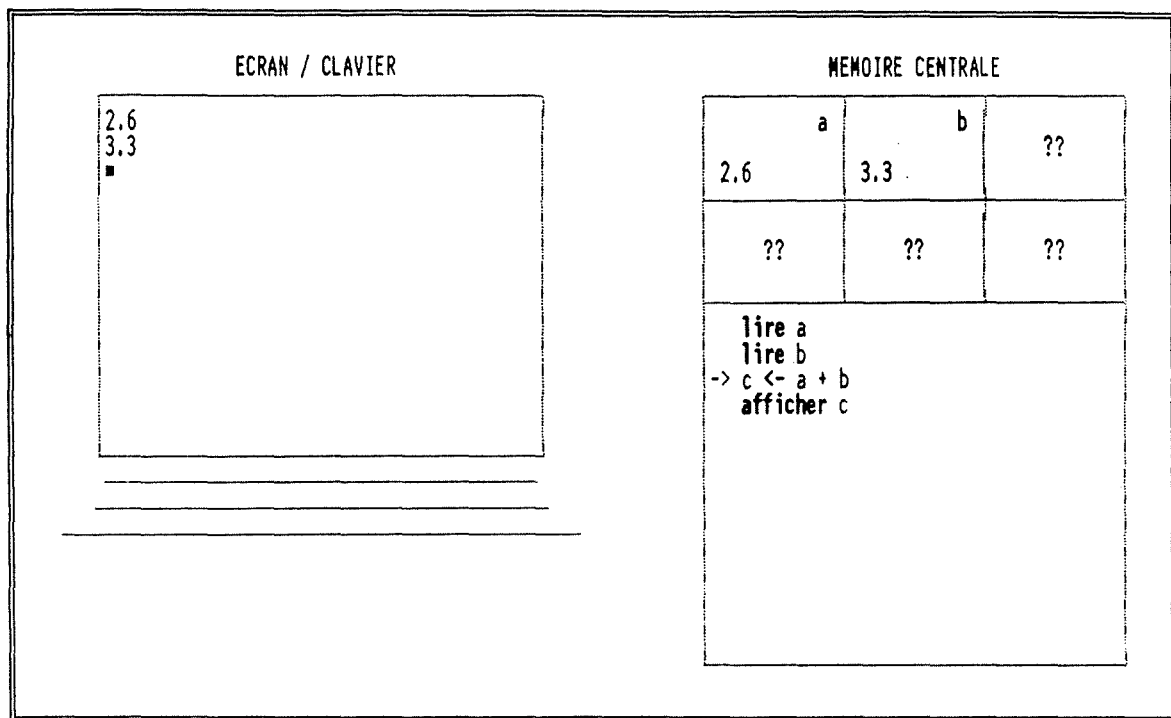 ECRAN / CLAVIER
2.6
3.3
MEMOIRE CENTRALE
a b ??
2.6 3.3
?? ?? ??
lire a
lire b
-> c <- a + b
afficher c